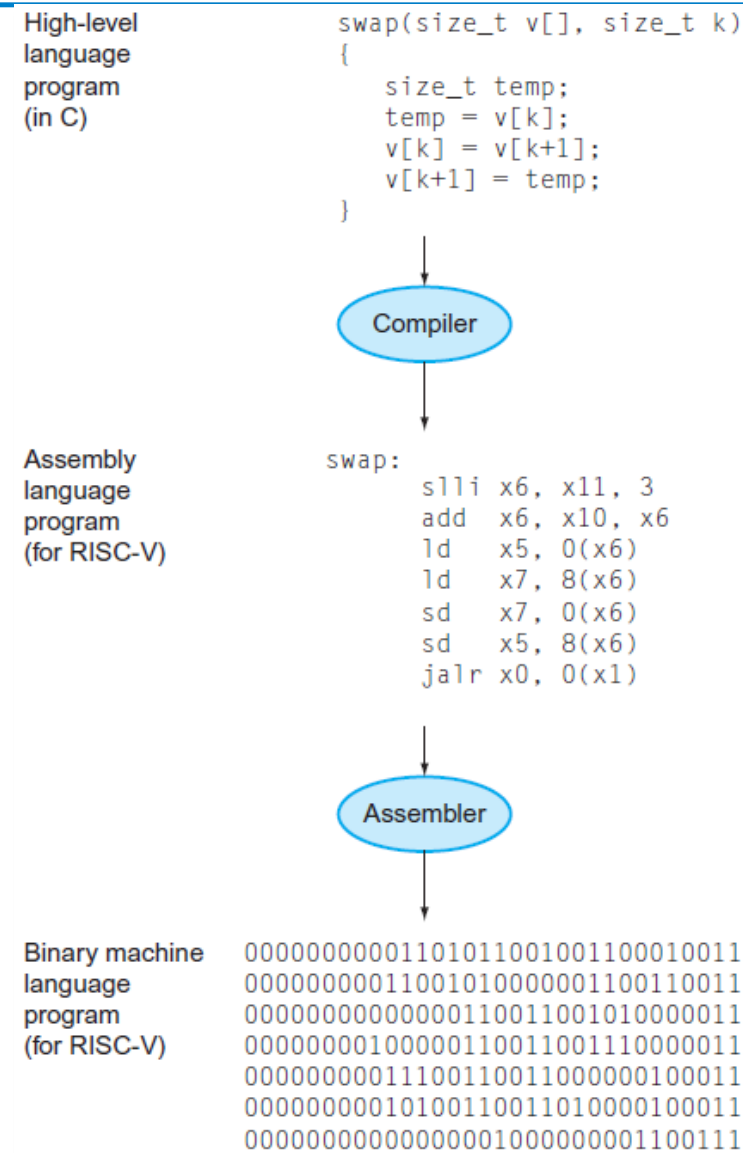 High-level
language
program
(in C)
swap(size_t v[], size_t k)
{
size_t temp;
temp = v[k];
v[k] = v[k+1];
v[k+1] = temp;
}
Compiler
Assembly
language
program
(for RISC-V)
swap:
slli x6, x11, 3
add x6, x10, x6
ld x5, 0(x6)
ld x7, 8(x6)
sd x7, 0(x6)
sd x5, 8(x6)
jalr x0, 0(x1)
Assembler
Binary machine
language
program
(for RISC-V)
00000000001101011001001100010011
00000000011001010000001100110011
00000000000000110011001010000011
00000000100000110011001110000011
00000000011100110011000000100011
00000000010100110011010000100011
00000000000000001000000001100111